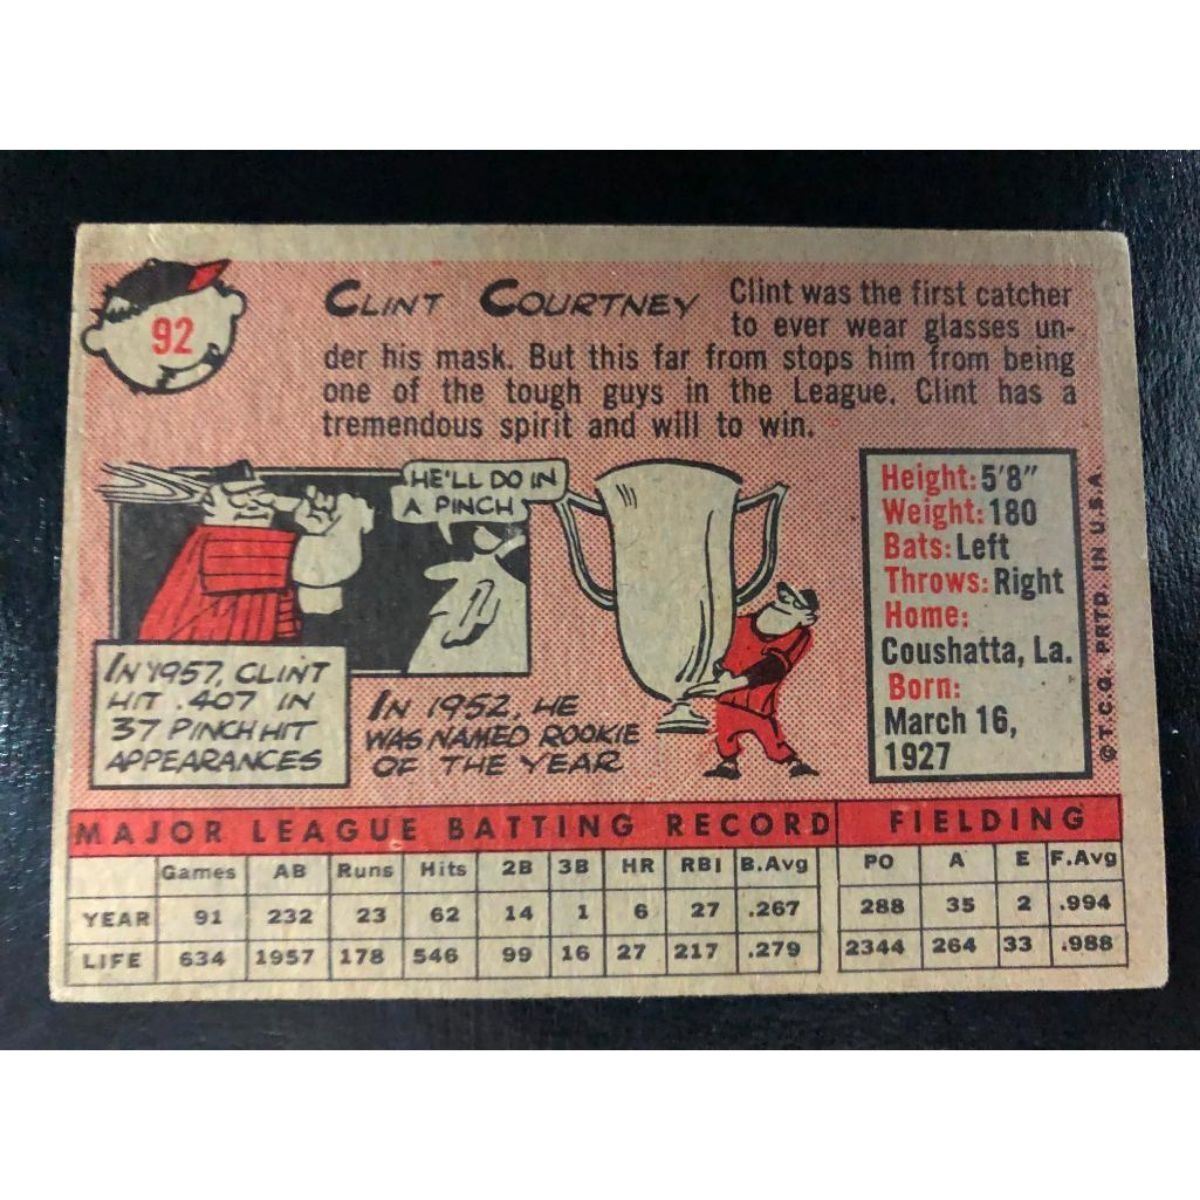 92
CLINT COURTNEY Clint was the first catcher
to ever wear glasses un-
der his mask. But this far from stops him from being
one of the tough guys in the League. Clint has a
tremendous spirit and will to win.
HE'LL DO IN
A PINCH
IN 1957, CLINT
HIT .407 IN
37 PINCH HIT
APPEARANCES
IN 1952, HE
WAS NAMED ROOKIE
OF THE YEAR
Height: 5'8"
Weight: 180
Bats: Left
Throws: Right
Home:
Coushatta, La.
Born:
March 16,
1927
© T.C.G. PRTD. IN U.S.A.
MAJOR LEAGUE BATTING RECORD FIELDING
Games AB Runs Hits 2B 3B HR RBI B.Avg PO A E F.Avg
YEAR 91 232 23 62 14 1 6 27 .267 288 35 2 .994
LIFE 634 1957 178 546 99 16 27 217 .279 2344 264 33 .988